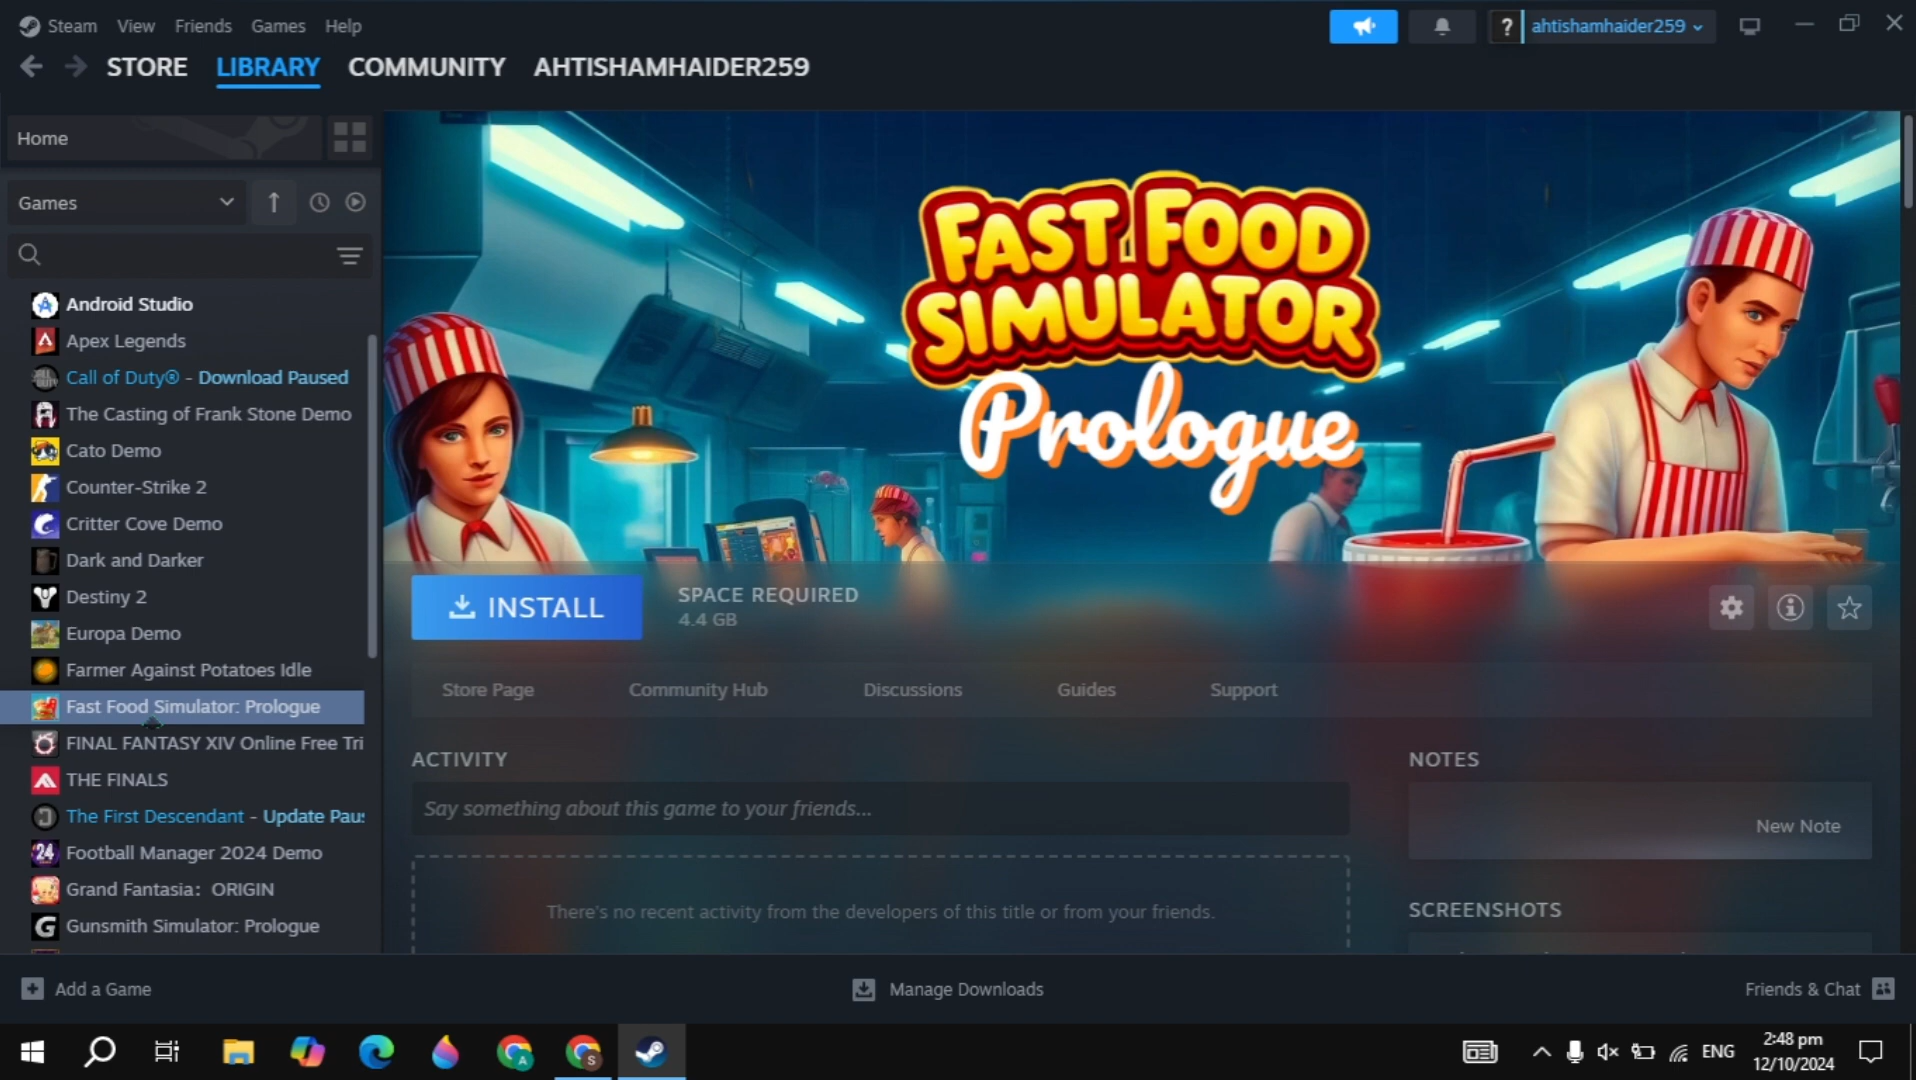 Steam View Friends Games Help
ahtishamhaider259
STORE LIBRARY COMMUNITY AHTISHAMHAIDER259
Home
Games
Android Studio
Apex Legends
Call of Duty® - Download Paused
The Casting of Frank Stone Demo
Cato Demo
Counter-Strike 2
Critter Cove Demo
Dark and Darker
Destiny 2
Europa Demo
Farmer Against Potatoes Idle
Fast Food Simulator: Prologue
FINAL FANTASY XIV Online Free Tri
THE FINALS
The First Descendant - Update Paus
Football Manager 2024 Demo
Grand Fantasia：ORIGIN
Gunsmith Simulator: Prologue
FAST FOOD
SIMULATOR
Prologue
INSTALL
SPACE REQUIRED
4.4 GB
Store Page Community Hub Discussions Guides Support
ACTIVITY
Say something about this game to your friends...
There's no recent activity from the developers of this title or from your friends.
NOTES
New Note
SCREENSHOTS
Add a Game
Manage Downloads
Friends & Chat
ENG
2:48 pm
12/10/2024